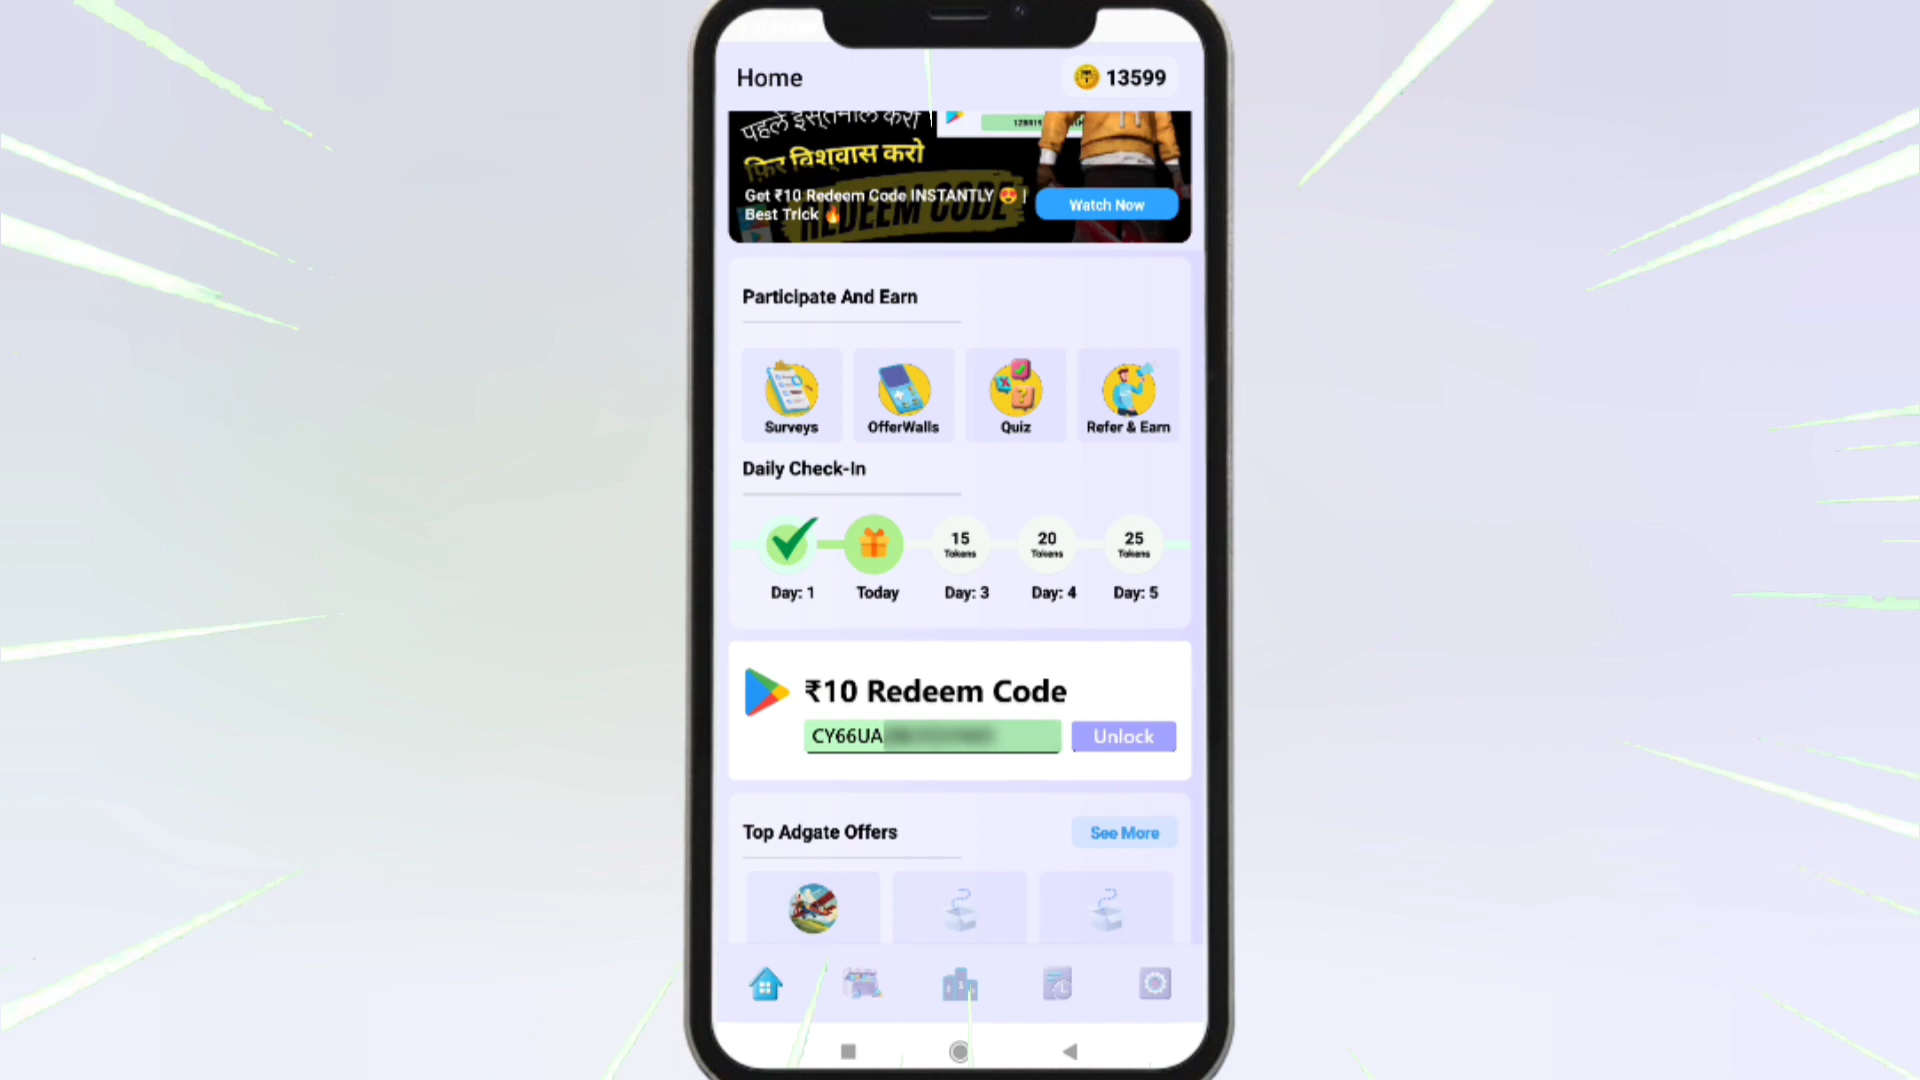 Home
13599
पहले इस्तेमाल करो
फ़िर विश्वास करो
Get ₹10 Redeem Code INSTANTLY 😍 |
Best Trick 🔥
REDEEM CODE
Watch Now
Participate And Earn
Surveys
OfferWalls
Quiz
Refer & Earn
Daily Check-In
15
Tokens
20
Tokens
25
Tokens
Day: 1
Today
Day: 3
Day: 4
Day: 5
₹10 Redeem Code
CY66UA
Unlock
Top Adgate Offers
See More